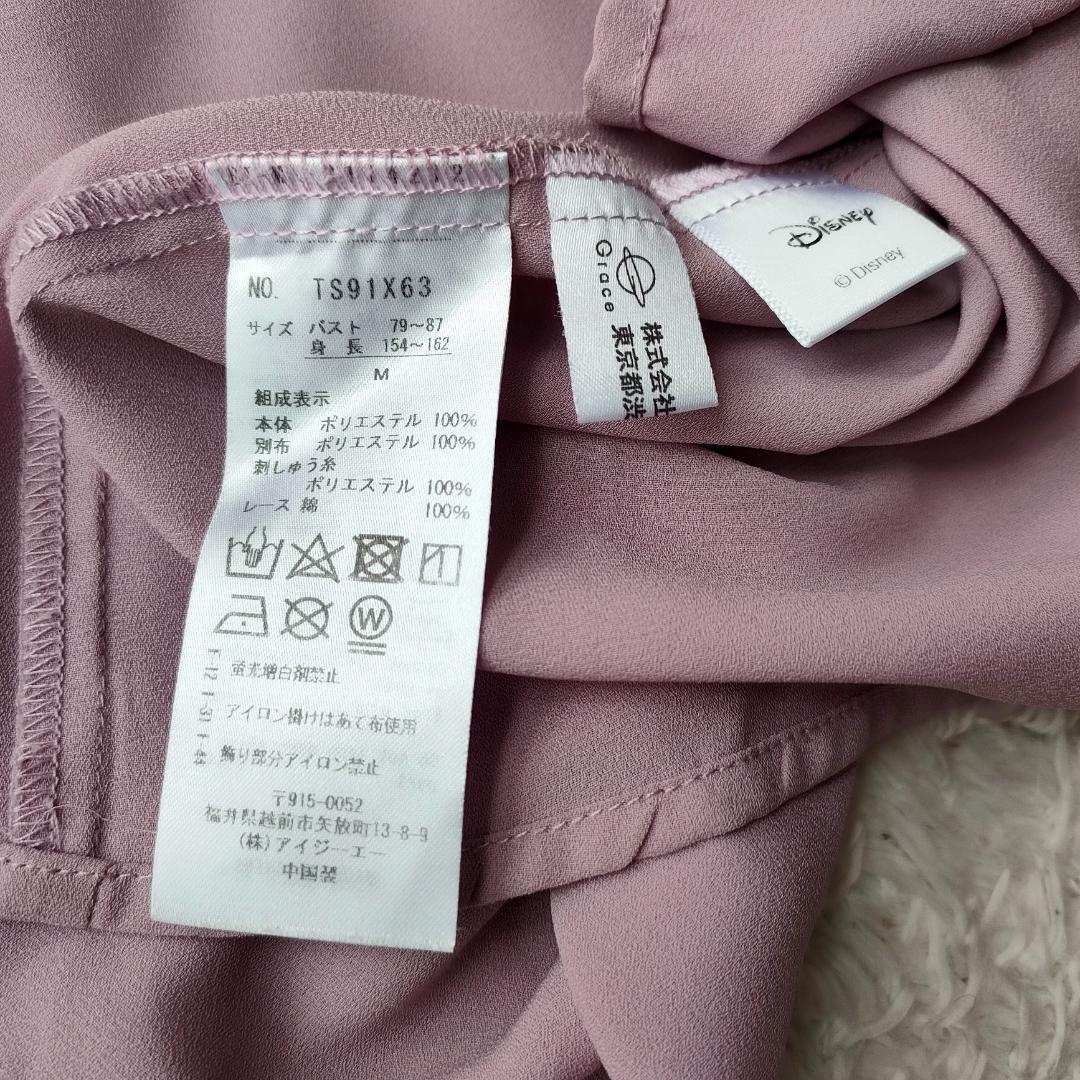 NO. TS91X63
サイズ バスト 79～87
身 長 154～162
M
組成表示
本体 ポリエステル 100%
別布 ポリエステル 100%
刺しゅう糸
ポリエステル 100%
レース 綿 100%
W
蛍光増白剤禁止
アイロン掛けはあて布使用
飾り部分アイロン禁止
〒915-0052
福井県越前市矢放町13-8-9
(株)アイジーエー
中国製
Grace
株式会社
東京都渋
Disney
© Disney